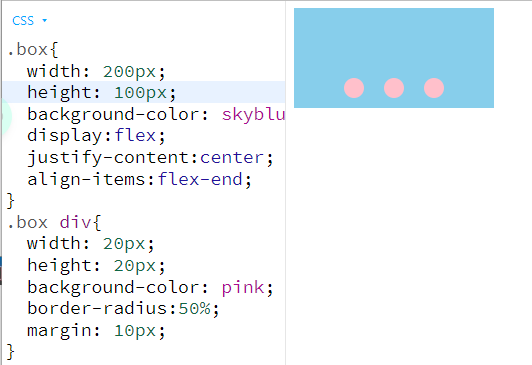 CSS
.box{
width: 200px;
height: 100px;
background-color: skyblu
display:flex;
justify-content:center;
align-items:flex-end;
}
.box div{
width: 20px;
height: 20px;
background-color: pink;
border-radius:50%;
margin: 10px;
}